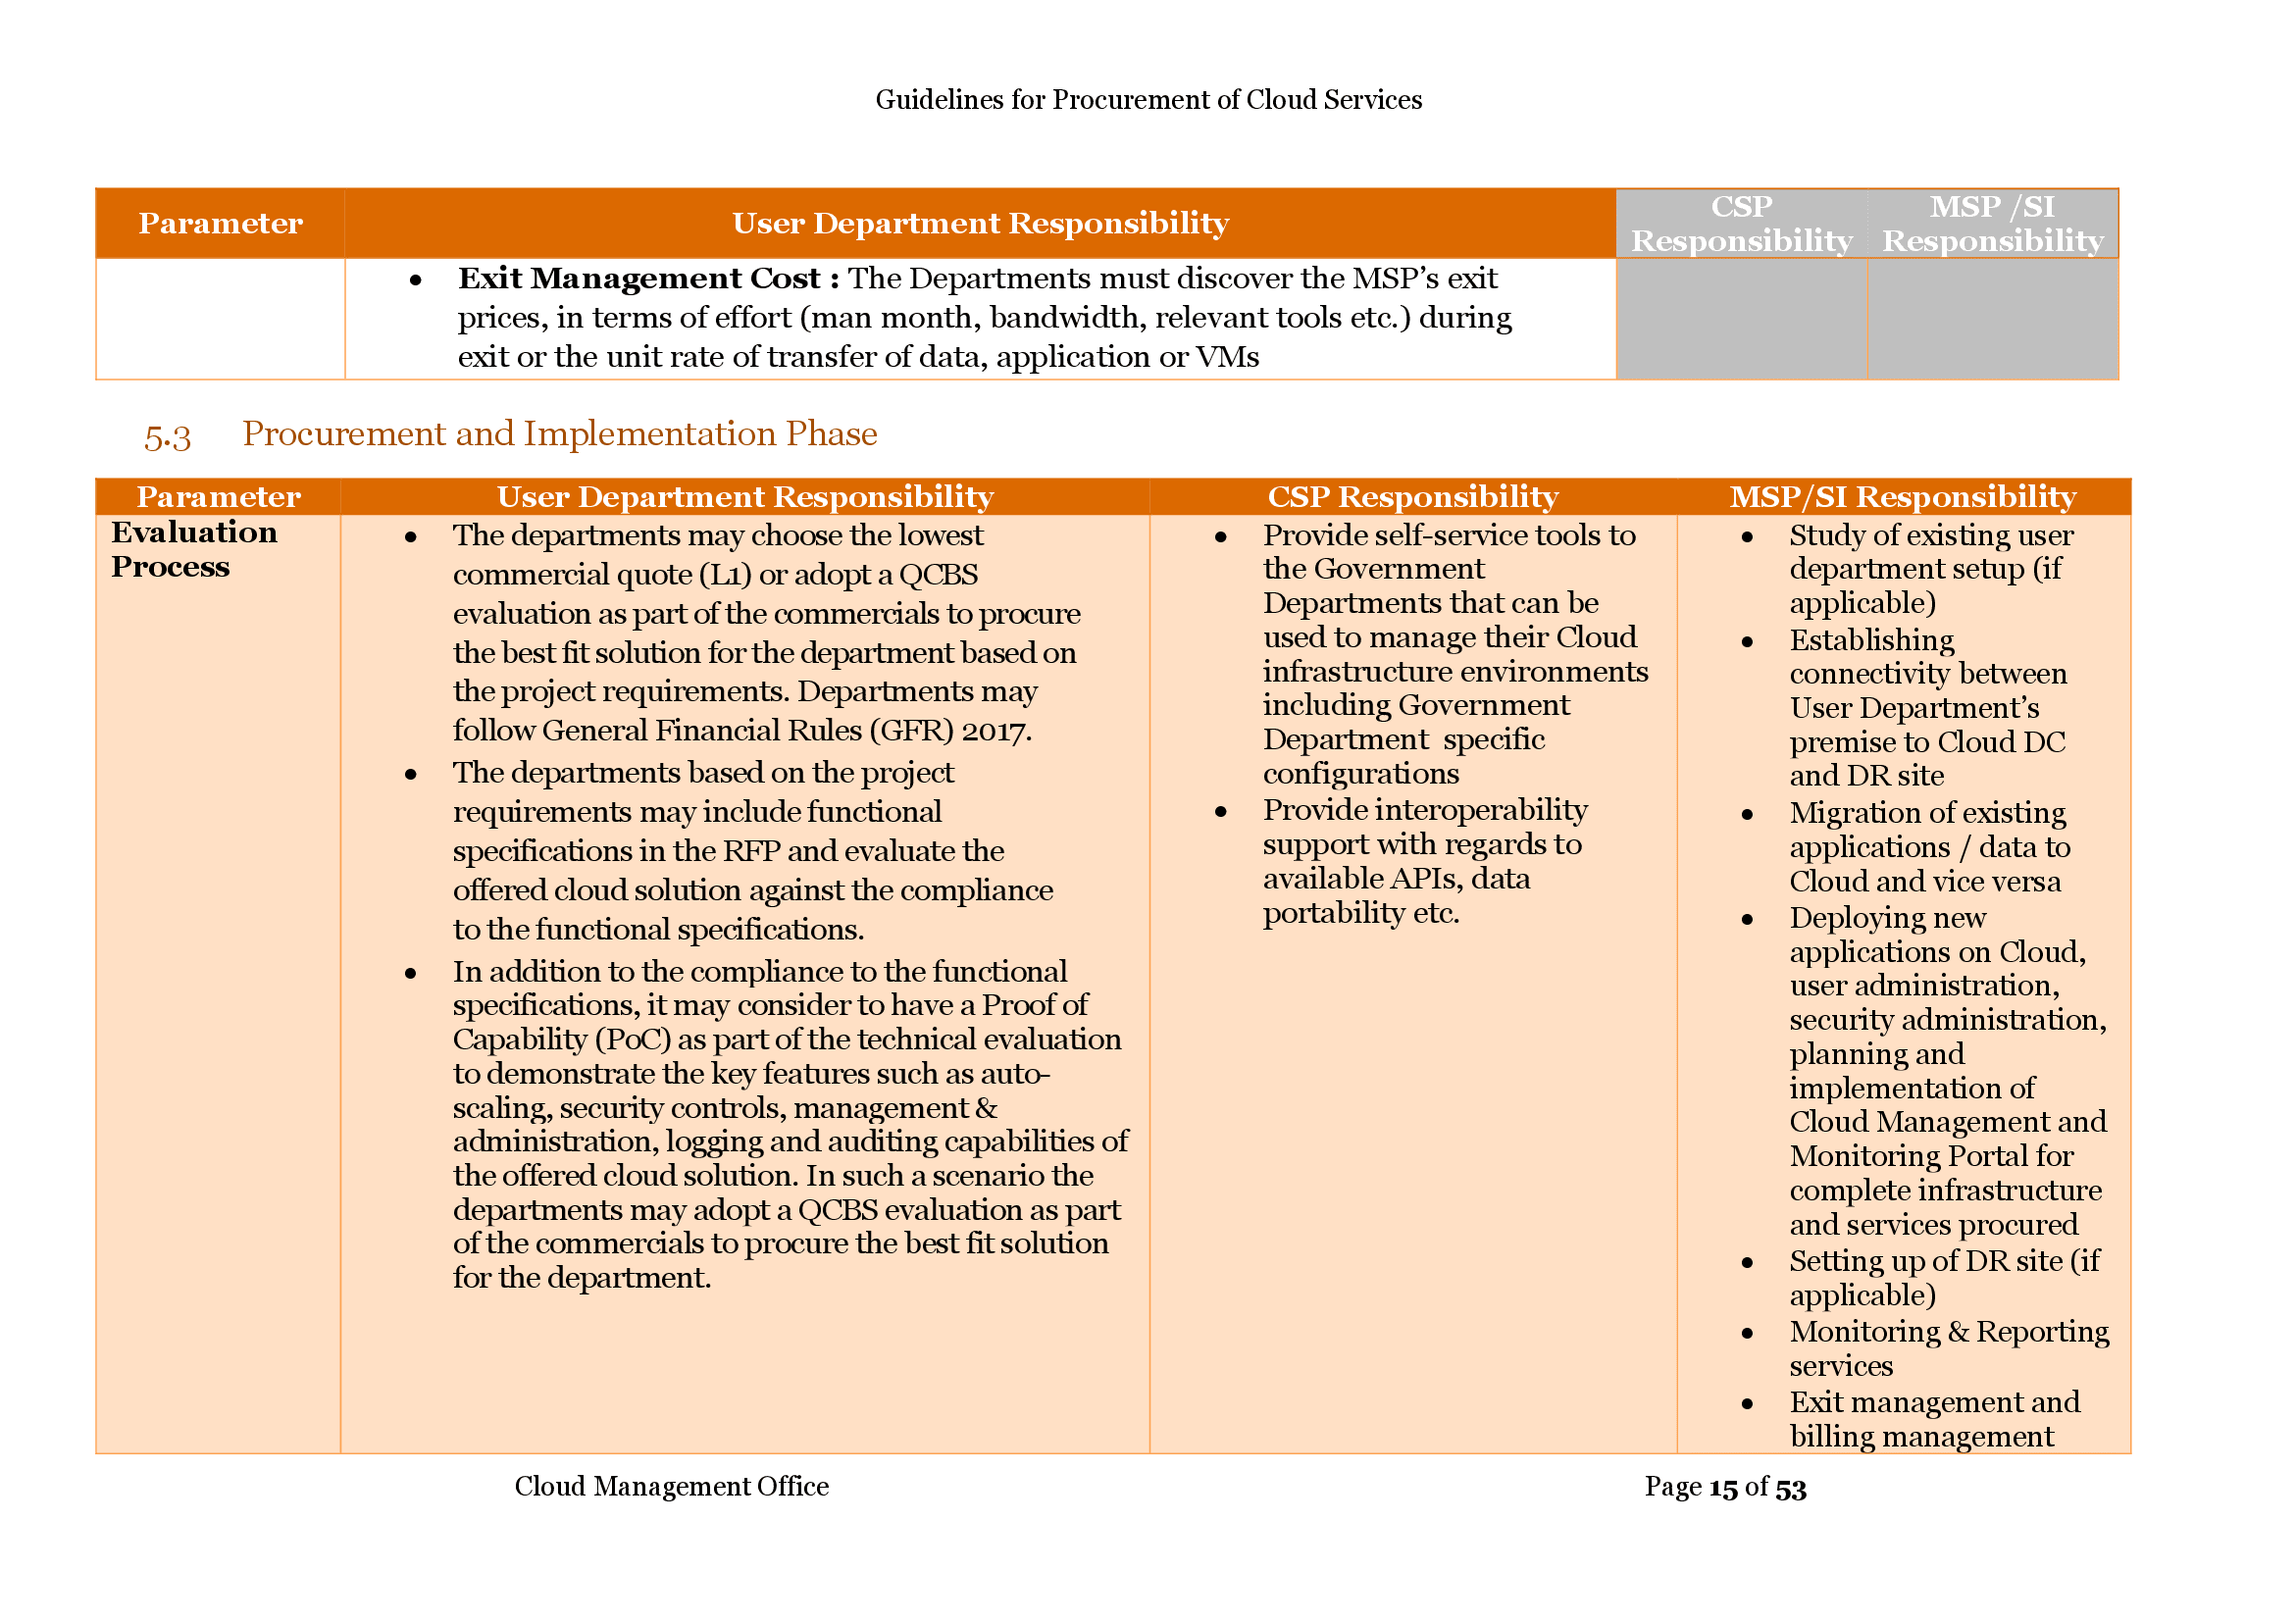 Guidelines for Procurement of Cloud Services
Parameter
User Department Responsibility
CSP
Responsibility
MSP /SI
Responsibility
• Exit Management Cost : The Departments must discover the MSP’s exit
prices, in terms of effort (man month, bandwidth, relevant tools etc.) during
exit or the unit rate of transfer of data, application or VMs
5.3 Procurement and Implementation Phase
Parameter
User Department Responsibility
CSP Responsibility
MSP/SI Responsibility
Evaluation
Process
• The departments may choose the lowest
commercial quote (L1) or adopt a QCBS
evaluation as part of the commercials to procure
the best fit solution for the department based on
the project requirements. Departments may
follow General Financial Rules (GFR) 2017.
• The departments based on the project
requirements may include functional
specifications in the RFP and evaluate the
offered cloud solution against the compliance
to the functional specifications.
• In addition to the compliance to the functional
specifications, it may consider to have a Proof of
Capability (PoC) as part of the technical evaluation
to demonstrate the key features such as auto-
scaling, security controls, management &
administration, logging and auditing capabilities of
the offered cloud solution. In such a scenario the
departments may adopt a QCBS evaluation as part
of the commercials to procure the best fit solution
for the department.
• Provide self-service tools to
the Government
Departments that can be
used to manage their Cloud
infrastructure environments
including Government
Department specific
configurations
• Provide interoperability
support with regards to
available APIs, data
portability etc.
• Study of existing user
department setup (if
applicable)
• Establishing
connectivity between
User Department’s
premise to Cloud DC
and DR site
• Migration of existing
applications / data to
Cloud and vice versa
• Deploying new
applications on Cloud,
user administration,
security administration,
planning and
implementation of
Cloud Management and
Monitoring Portal for
complete infrastructure
and services procured
• Setting up of DR site (if
applicable)
• Monitoring & Reporting
services
• Exit management and
billing management
Cloud Management Office
Page 15 of 53